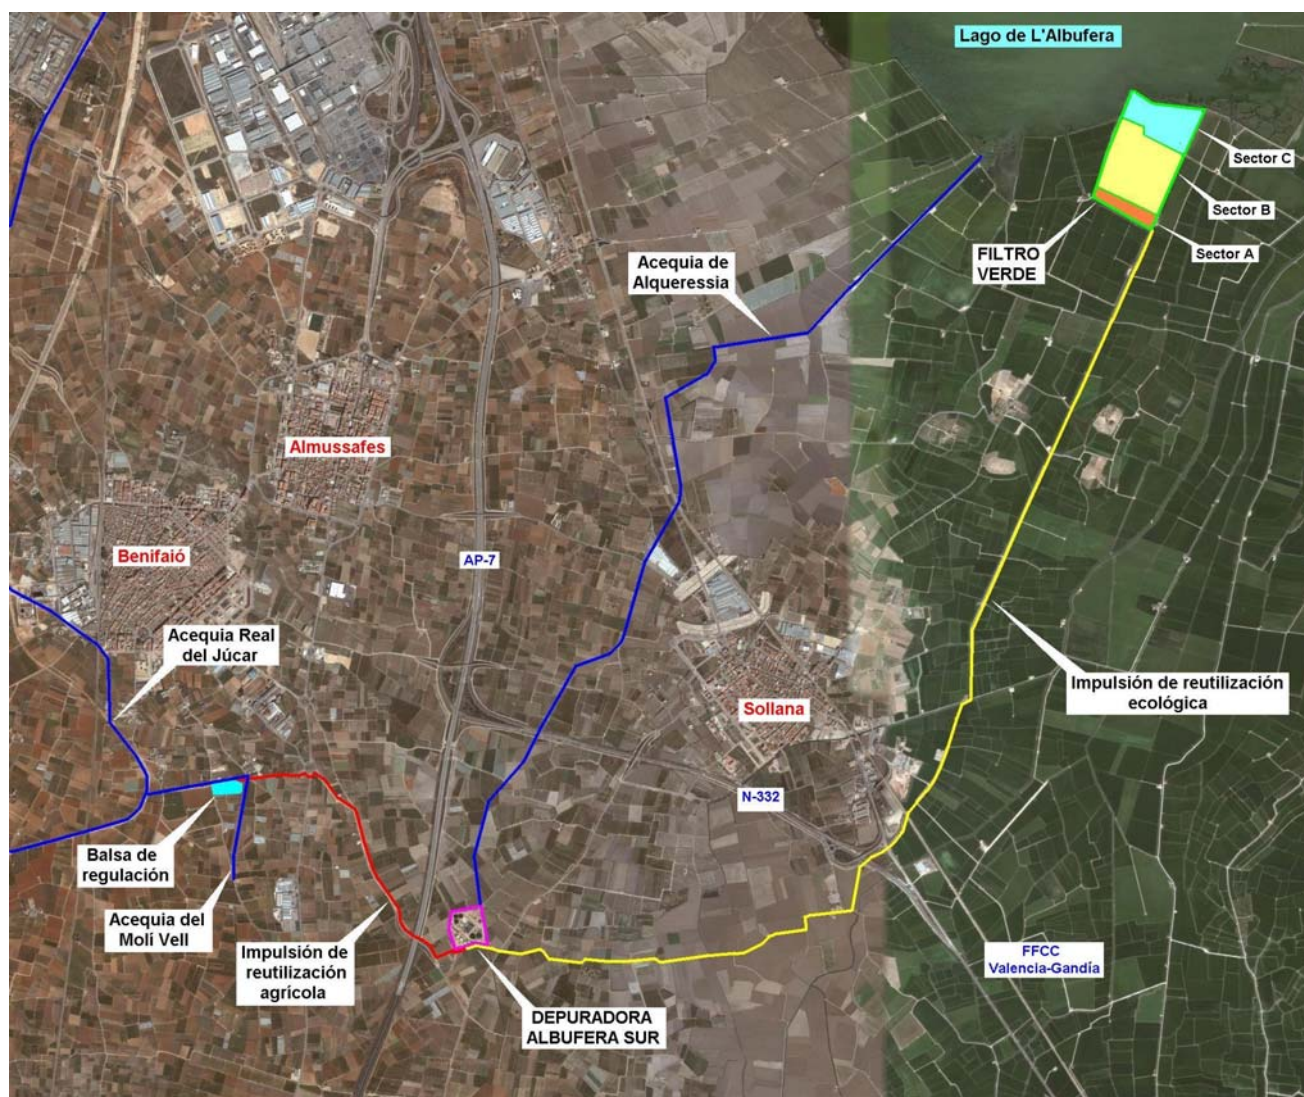 Lago de L'Albufera
Sector C
Sector B
Sector A
FILTRO
VERDE
Acequia de
Alqueressia
Almussafes
Benifaió
AP-7
Acequia Real
del Júcar
Impulsión de reutilización
ecológica
Sollana
N-332
Balsa de
regulación
Acequia del
Molí Vell
Impulsión de
reutilización
agrícola
FFCC
Valencia-Gandía
DEPURADORA
ALBUFERA SUR